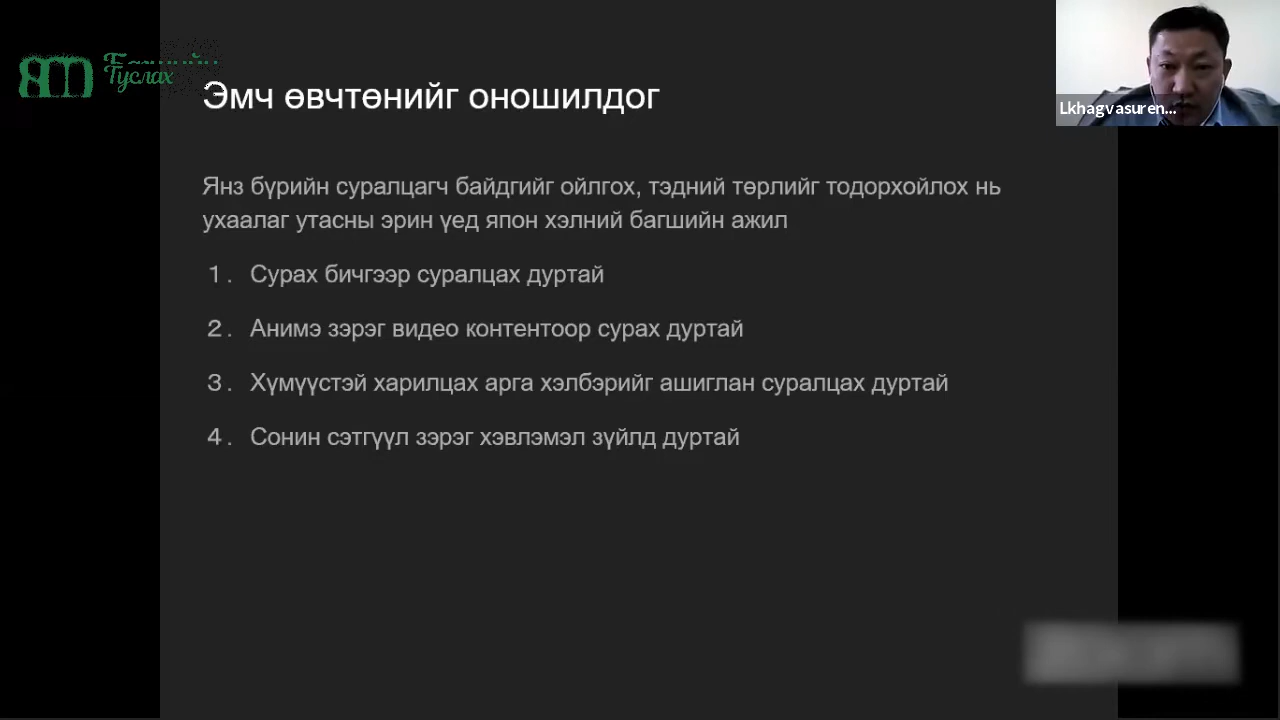 Туслах
Lkhagvasuren...
Эмч өвчтөнийг оношилдог
Янз бүрийн суралцагч байдгийг ойлгох, тэдний төрлийг тодорхойлох нь
ухаалаг утасны эрин үед япон хэлний багшийн ажил
1. Сурах бичгээр суралцах дуртай
2. Анимэ зэрэг видео контентоор сурах дуртай
3. Хүмүүстэй харилцах арга хэлбэрийг ашиглан суралцах дуртай
4. Сонин сэтгүүл зэрэг хэвлэмэл зүйлд дуртай